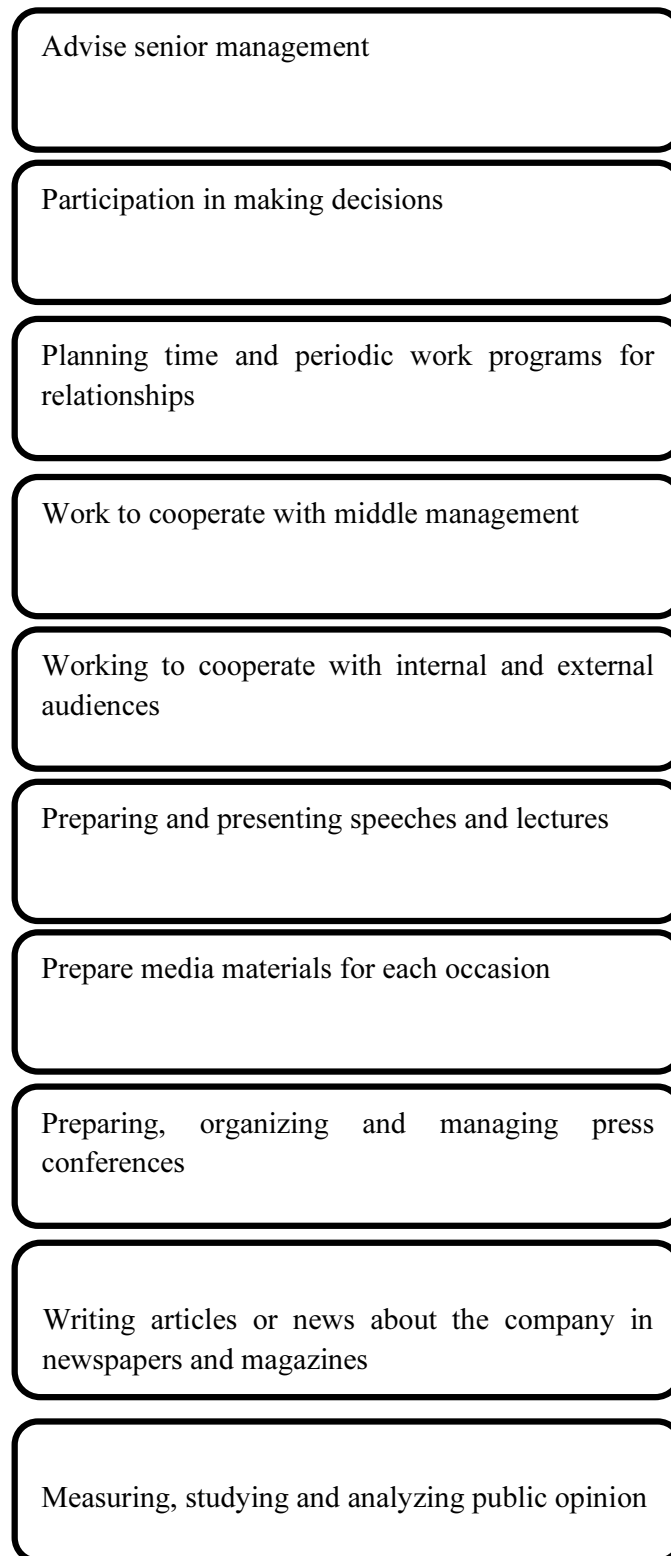 Advise senior management
Participation in making decisions
Planning time and periodic work programs for
relationships
Work to cooperate with middle management
Working to cooperate with internal and external
audiences
Preparing and presenting speeches and lectures
Prepare media materials for each occasion
Preparing, organizing and managing press
conferences
Writing articles or news about the company in
newspapers and magazines
Measuring, studying and analyzing public opinion